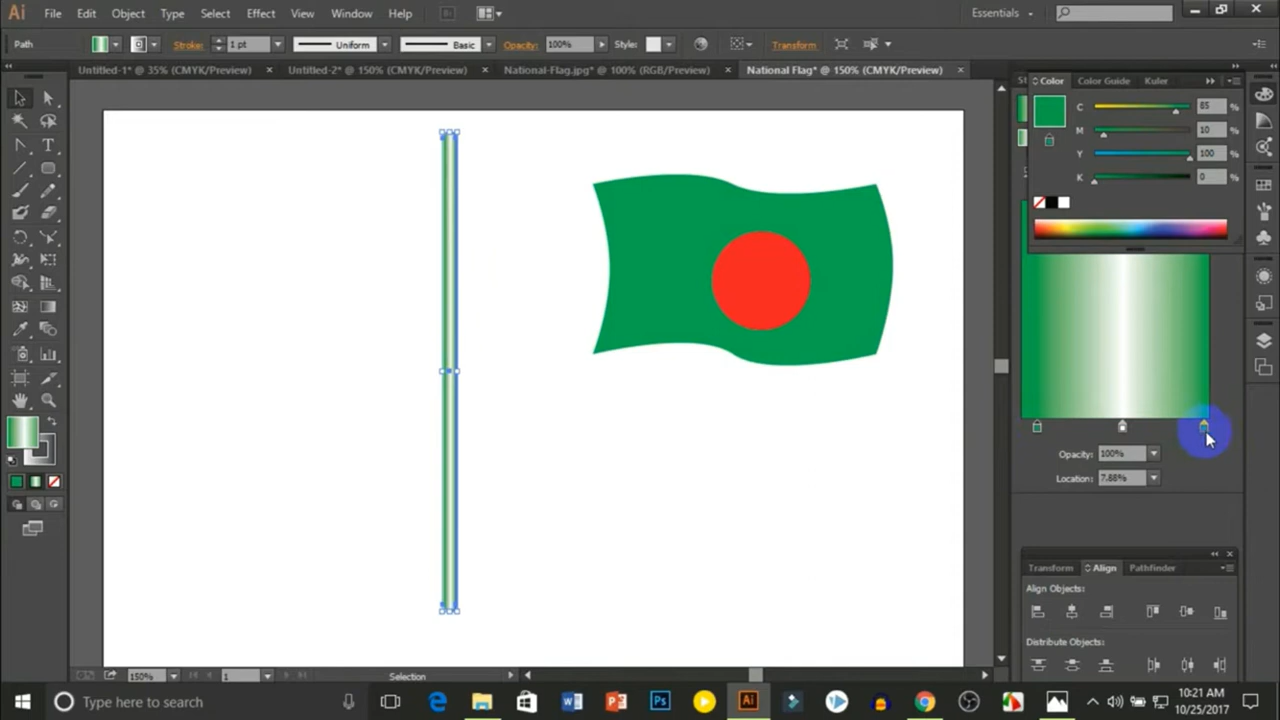 Ai File Edit Object Type Select Effect View Window Help Br Essentials
Path Stroke: 1 pt Uniform Basic Opacity: 100% Style: Transform
Untitled-1* @ 35% (CMYK/Preview) × Untitled-2* @ 150% (CMYK/Preview) × National-Flag.jpg* @ 100% (RGB/Preview) × National Flag* @ 150% (CMYK/Preview) ×
Color Color Guide Kuler
C 85 %
M 10 %
Y 100 %
K 0 %
Opacity: 100%
Location: 7.88%
Transform Align Pathfinder
Align Objects:
Distribute Objects:
150% 1 Selection
Type here to search
10:21 AM
10/25/2017